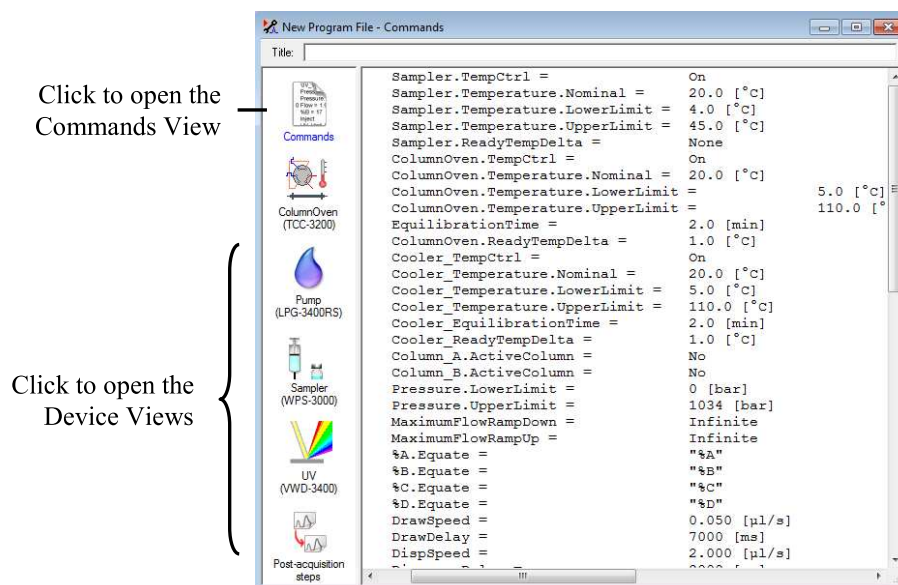 New Program File - Commands
Title:
Click to open the
Commands View
Commands
ColumnOven
(TCC-3200)
Click to open the
Device Views
Pump
(LPG-3400RS)
Sampler
(WPS-3000)
UV
(VWD-3400)
Post-acquisition
steps
Sampler.TempCtrl = On
Sampler.Temperature.Nominal = 20.0 [°C]
Sampler.Temperature.LowerLimit = 4.0 [°C]
Sampler.Temperature.UpperLimit = 45.0 [°C]
Sampler.ReadyTempDelta = None
ColumnOven.TempCtrl = On
ColumnOven.Temperature.Nominal = 20.0 [°C]
ColumnOven.Temperature.LowerLimit = 5.0 [°C]
ColumnOven.Temperature.UpperLimit = 110.0 [°
EquilibrationTime = 2.0 [min]
ColumnOven.ReadyTempDelta = 1.0 [°C]
Cooler_TempCtrl = On
Cooler_Temperature.Nominal = 20.0 [°C]
Cooler_Temperature.LowerLimit = 5.0 [°C]
Cooler_Temperature.UpperLimit = 110.0 [°C]
Cooler_EquilibrationTime = 2.0 [min]
Cooler_ReadyTempDelta = 1.0 [°C]
Column_A.ActiveColumn = No
Column_B.ActiveColumn = No
Pressure.LowerLimit = 0 [bar]
Pressure.UpperLimit = 1034 [bar]
MaximumFlowRampDown = Infinite
MaximumFlowRampUp = Infinite
%A.Equate = "%A"
%B.Equate = "%B"
%C.Equate = "%C"
%D.Equate = "%D"
DrawSpeed = 0.050 [µl/s]
DrawDelay = 7000 [ms]
DispSpeed = 2.000 [µl/s]